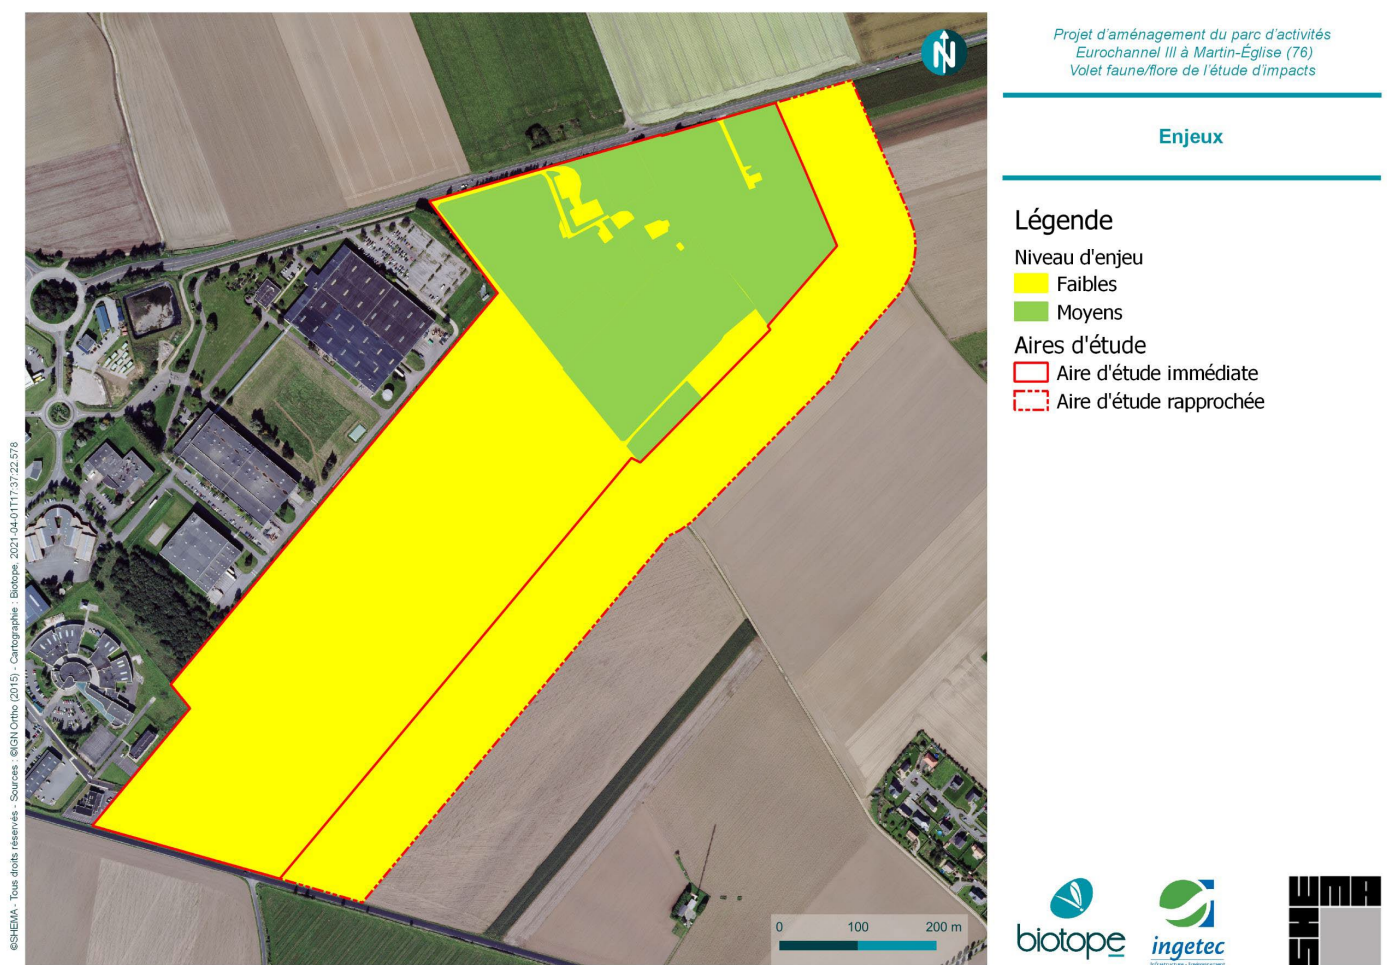 Projet d'aménagement du parc d'activités
Eurochannel III à Martin-Église (76)
Volet faune/flore de l'étude d'impacts
Enjeux
Légende
Niveau d'enjeu
Faibles
Moyens
Aires d'étude
Aire d'étude immédiate
Aire d'étude rapprochée
N
0 100 200 m
©SHEMA - Tous droits réservés - Sources : ©IGN Ortho (2015) - Cartographie : Biotope, 2021-04-01T17:37:22.578
biotope
ingetec
SHEMA